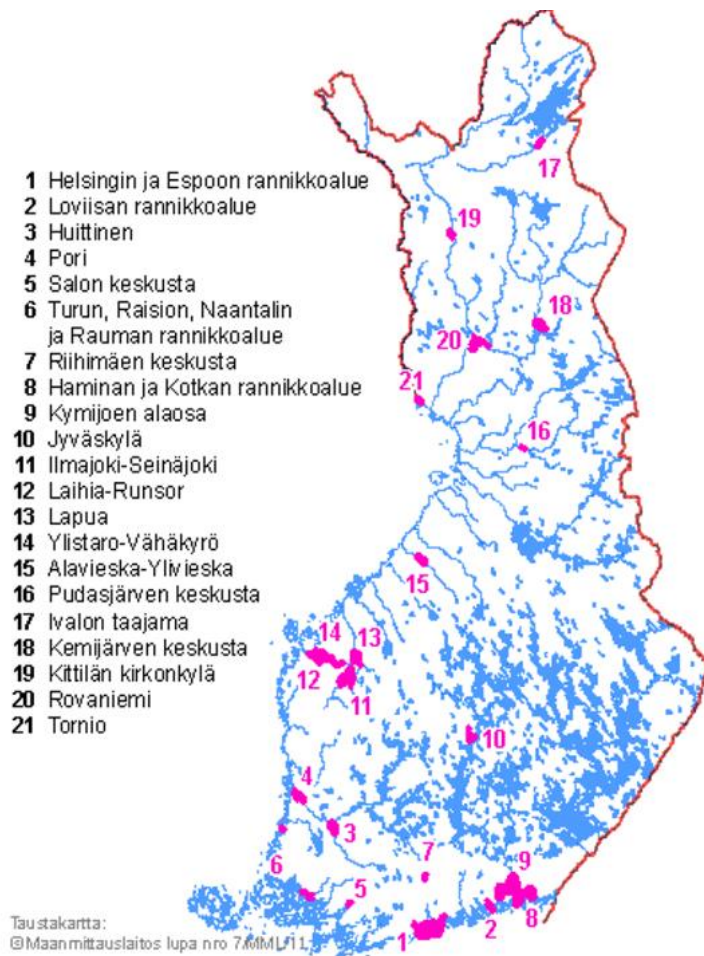 1 Helsingin ja Espoon rannikkoalue
2 Loviisan rannikkoalue
3 Huittinen
4 Pori
5 Salon keskusta
6 Turun, Raision, Naantalin
ja Rauman rannikkoalue
7 Riihimäen keskusta
8 Haminan ja Kotkan rannikkoalue
9 Kymijoen alaosa
10 Jyväskylä
11 Ilmajoki-Seinäjoki
12 Laihia-Runsor
13 Lapua
14 Ylistaro-Vähäkyrö
15 Alavieska-Ylivieska
16 Pudasjärven keskusta
17 Ivalon taajama
18 Kemijärven keskusta
19 Kittilän kirkonkylä
20 Rovaniemi
21 Tornio
17
19
18
20
21
16
15
14
13
12
11
10
4
3
9
7
6
5
8
2
1
Taustakartta:
©Maanmittauslaitos lupa nro 7/MML/11